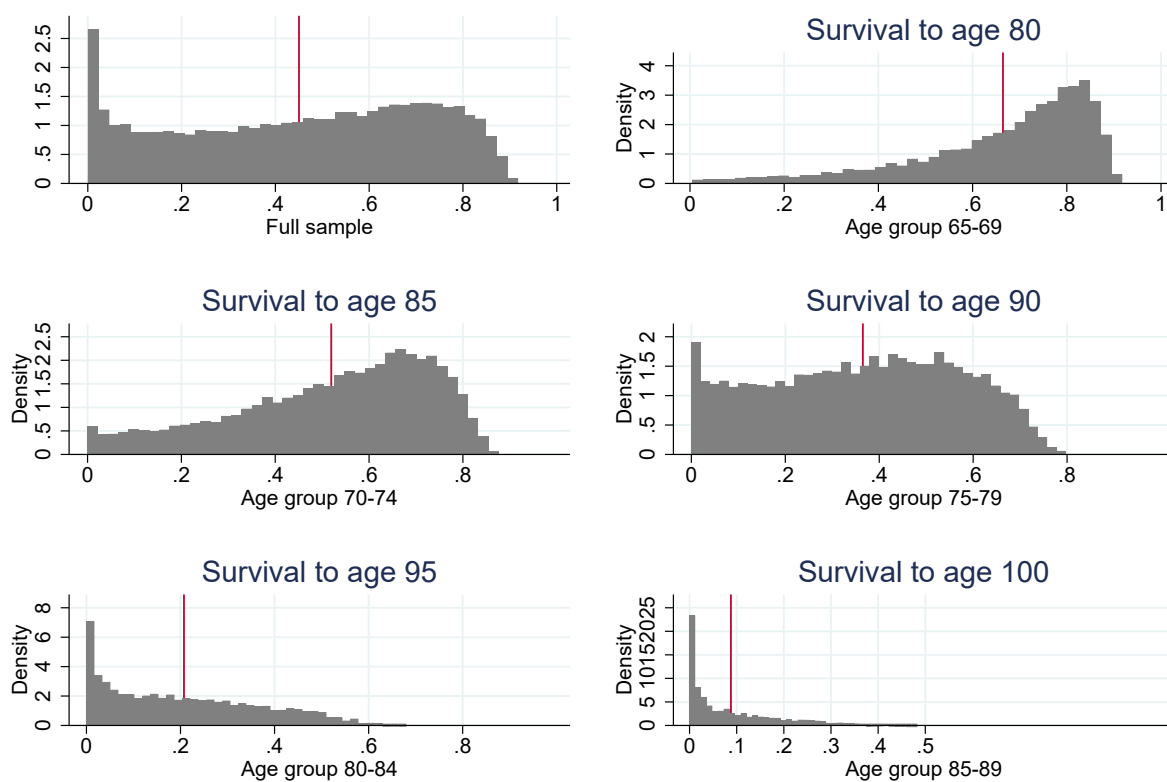 2.5
2
1.5
1
.5
0
0 .2 .4 .6 .8 1
Full sample
Survival to age 80
Density
4
3
2
1
0
0 .2 .4 .6 .8 1
Age group 65-69
Survival to age 85
Density
2.5
2
1.5
1
.5
0
0 .2 .4 .6 .8
Age group 70-74
Survival to age 90
Density
2
1.5
1
.5
0
0 .2 .4 .6 .8
Age group 75-79
Survival to age 95
Density
8
6
4
2
0
0 .2 .4 .6 .8
Age group 80-84
Survival to age 100
Density
25
20
15
10
5
0
0 .1 .2 .3 .4 .5
Age group 85-89